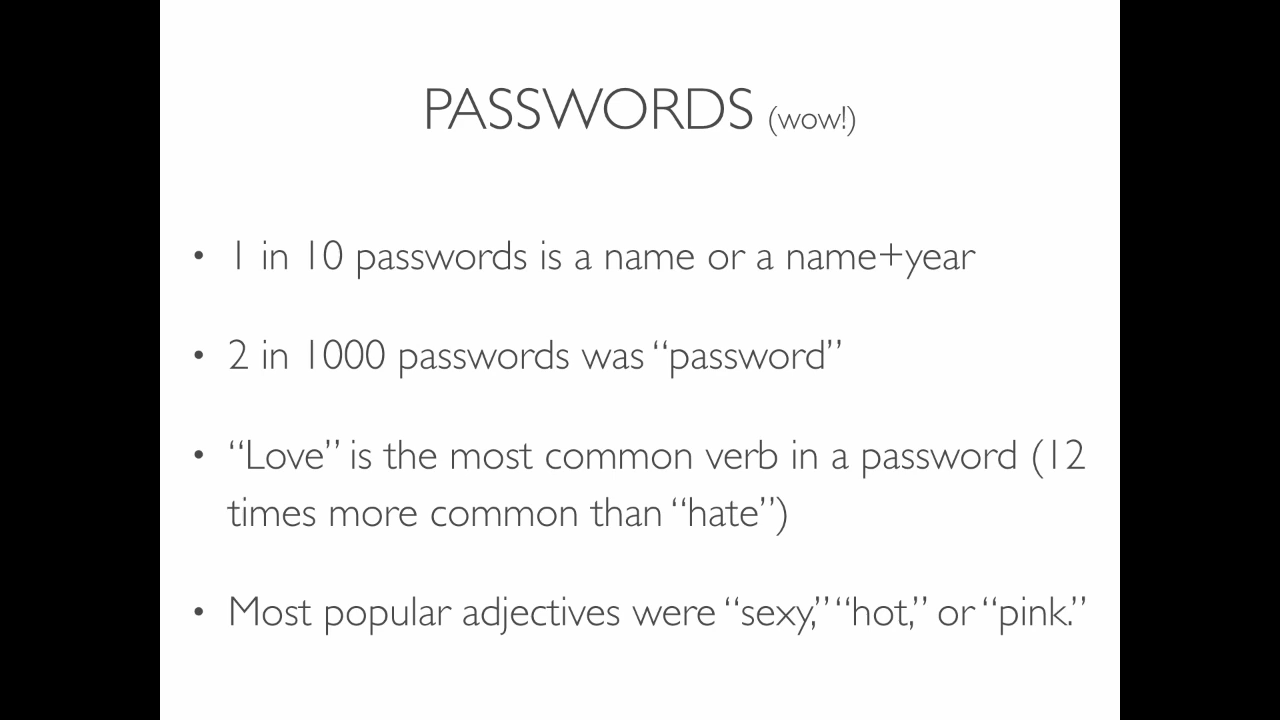 PASSWORDS (wow!)
• 1 in 10 passwords is a name or a name+year
• 2 in 1000 passwords was “password”
• “Love” is the most common verb in a password (12
times more common than “hate”)
• Most popular adjectives were “sexy,” “hot,” or “pink.”